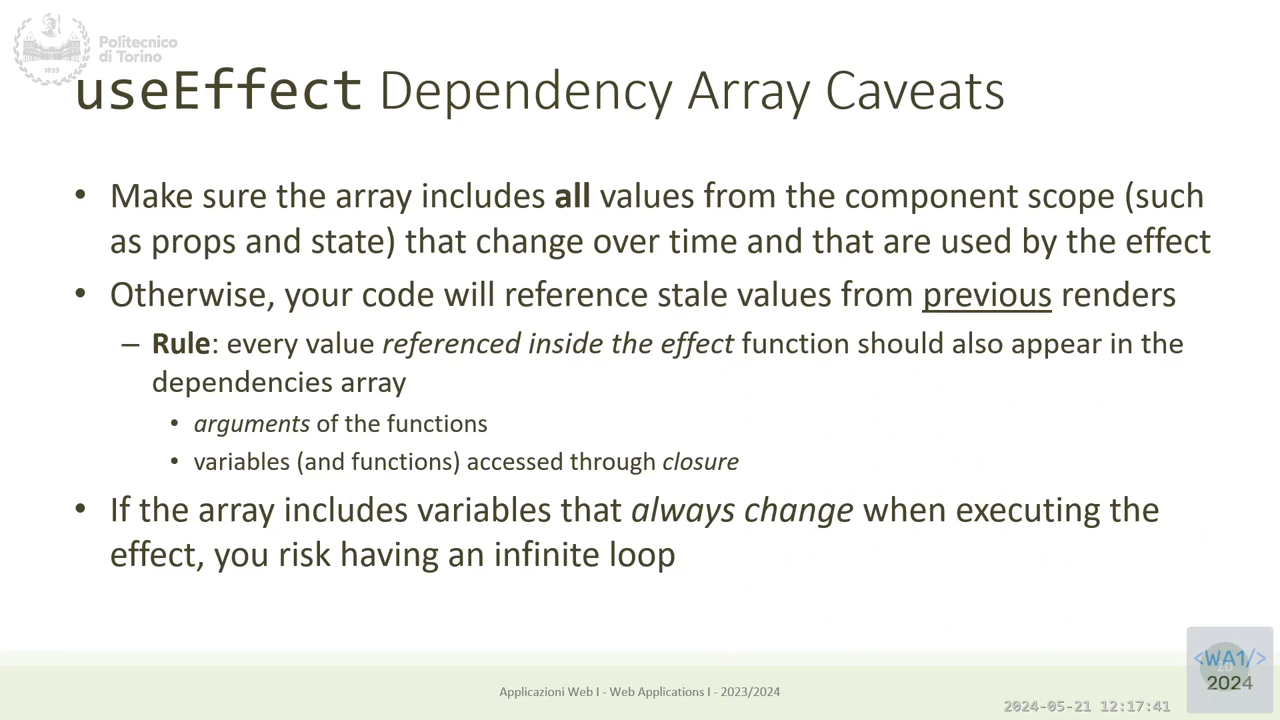 Politecnico
di Torino
1859
useEffect Dependency Array Caveats
• Make sure the array includes all values from the component scope (such
as props and state) that change over time and that are used by the effect
• Otherwise, your code will reference stale values from previous renders
– Rule: every value referenced inside the effect function should also appear in the
dependencies array
• arguments of the functions
• variables (and functions) accessed through closure
• If the array includes variables that always change when executing the
effect, you risk having an infinite loop
Applicazioni Web I - Web Applications I - 2023/2024
<WA1/>
2024
2024-05-21 12:17:41